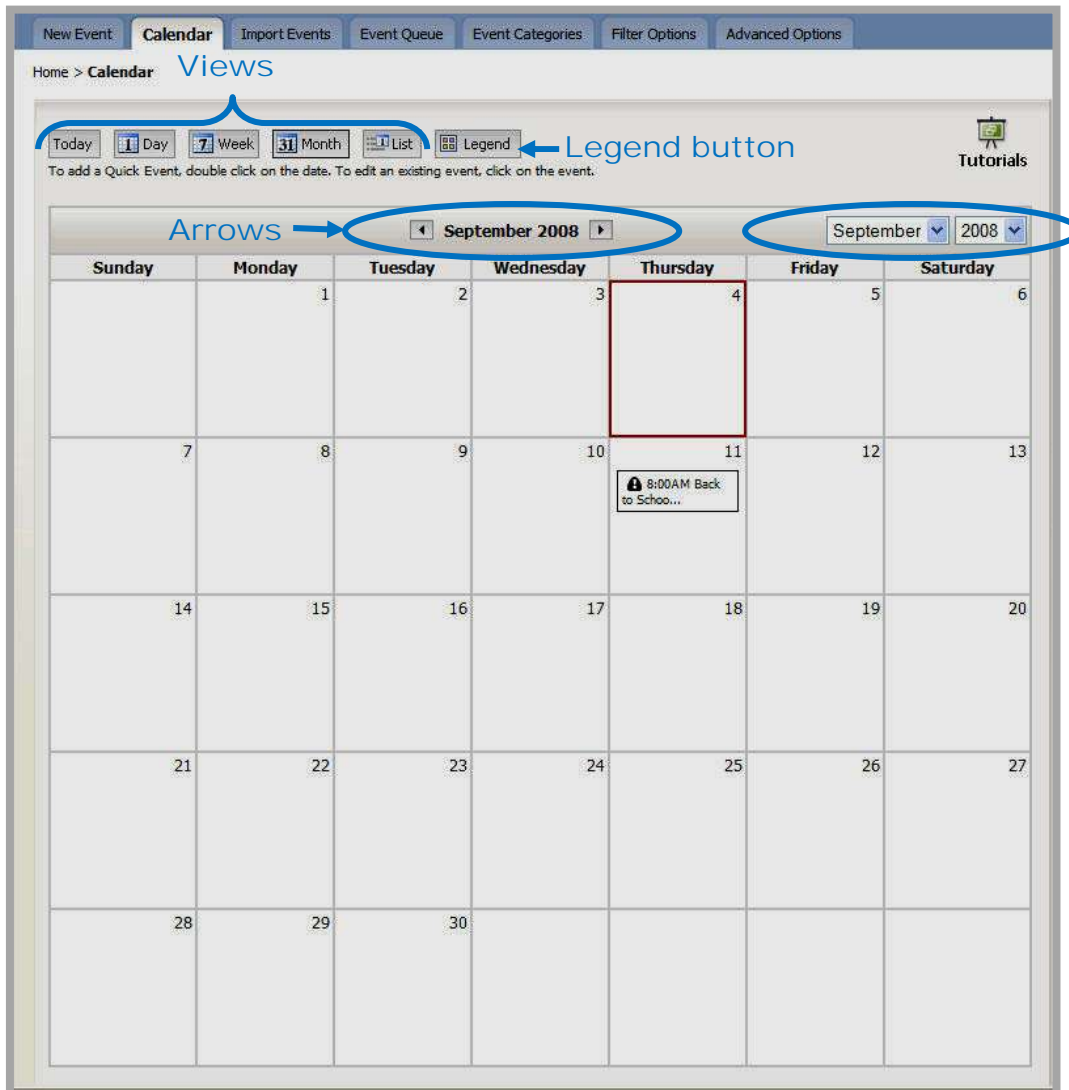 New Event Calendar Import Events Event Queue Event Categories Filter Options Advanced Options
Home > Calendar
Views
Today 1 Day 7 Week 31 Month 1 List Legend
Legend button
Tutorials
To add a Quick Event, double click on the date. To edit an existing event, click on the event.
Arrows
September 2008
September 2008
Sunday Monday Tuesday Wednesday Thursday Friday Saturday
1 2 3 4 5 6
7 8 9 10 11 12 13
8:00AM Back
to Schoo...
14 15 16 17 18 19 20
21 22 23 24 25 26 27
28 29 30